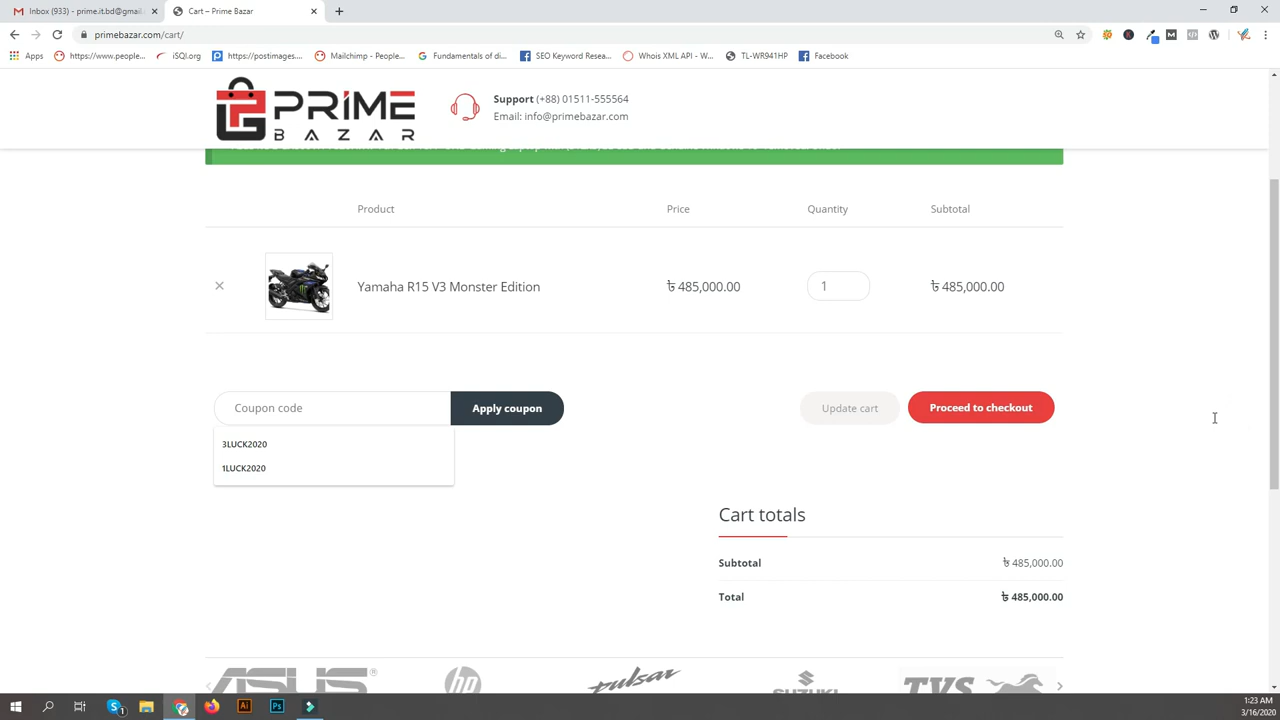 Inbox (933) - prime.it.bd@gmail.
Cart – Prime Bazar
primebazar.com/cart/
Apps
https://www.people...
iSQI.org
https://postimages....
Mailchimp - People...
Fundamentals of di...
SEO Keyword Resea...
Whois XML API - W...
TL-WR941HP
Facebook
PRIME
BAZAR
Support (+88) 01511-555564
Email: info@primebazar.com
Product
Price
Quantity
Subtotal
Yamaha R15 V3 Monster Edition
৳ 485,000.00
1
৳ 485,000.00
Coupon code
Apply coupon
Update cart
Proceed to checkout
3LUCK2020
1LUCK2020
Cart totals
Subtotal
৳ 485,000.00
Total
৳ 485,000.00
ASUS
hp
pulsar
SUZUKI
TVS
1:23 AM
3/16/2020